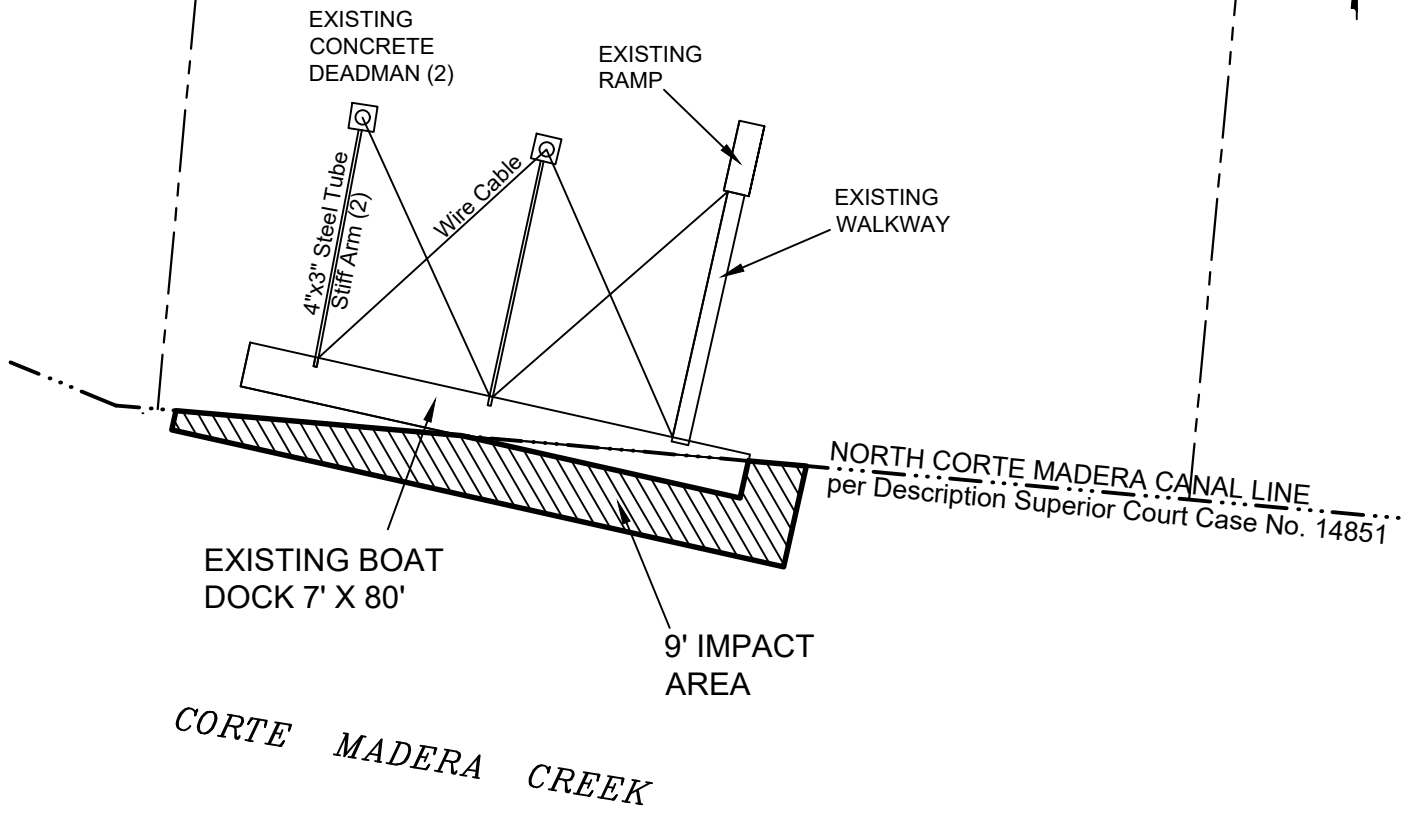 EXISTING
CONCRETE
DEADMAN (2)
EXISTING
RAMP
4"x3" Steel Tube
Stiff Arm (2)
Wire Cable
EXISTING
WALKWAY
NORTH CORTE MADERA CANAL LINE
per Description Superior Court Case No. 14851
EXISTING BOAT
DOCK 7' X 80'
9' IMPACT
AREA
CORTE MADERA CREEK